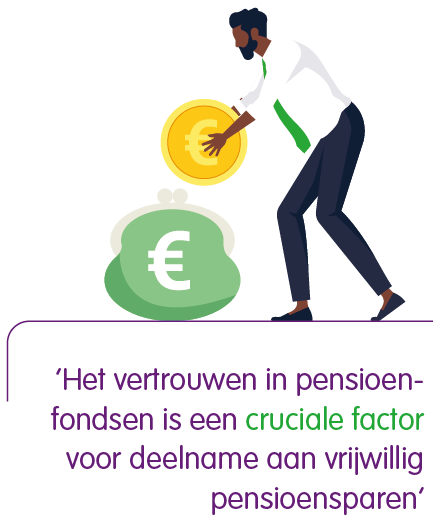 €
€
‘Het vertrouwen in pensioen-
fondsen is een cruciale factor
voor deelname aan vrijwillig
pensioensparen’